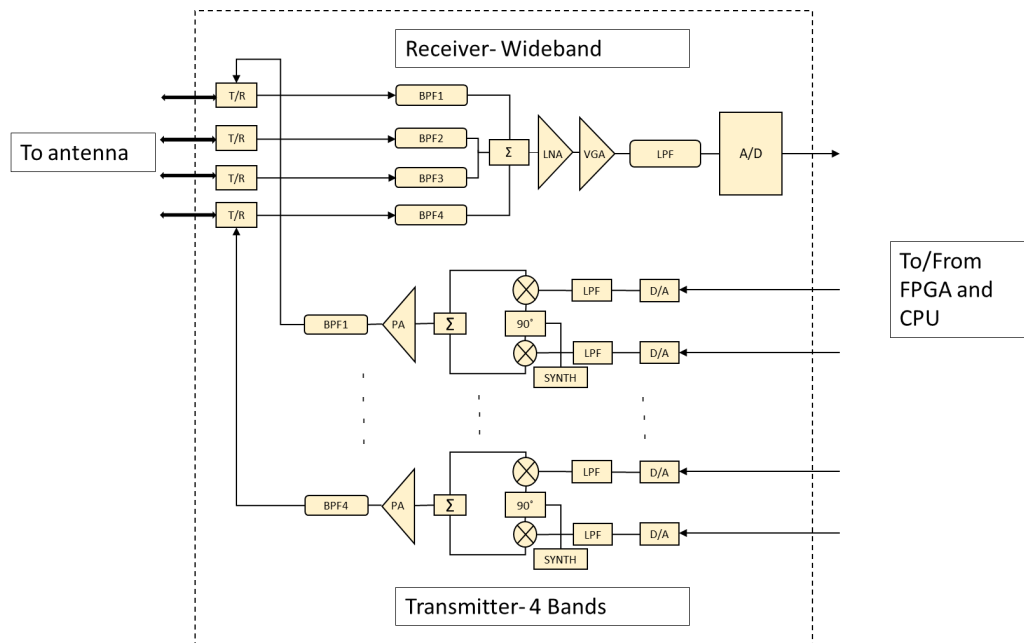 Receiver- Wideband
T/R
BPF1
T/R
BPF2
To antenna
Σ
LNA
VGA
LPF
A/D
T/R
BPF3
T/R
BPF4
To/From
FPGA and
CPU
LPF
D/A
BPF1
PA
Σ
90°
LPF
D/A
SYNTH
LPF
D/A
BPF4
PA
Σ
90°
LPF
D/A
SYNTH
Transmitter- 4 Bands